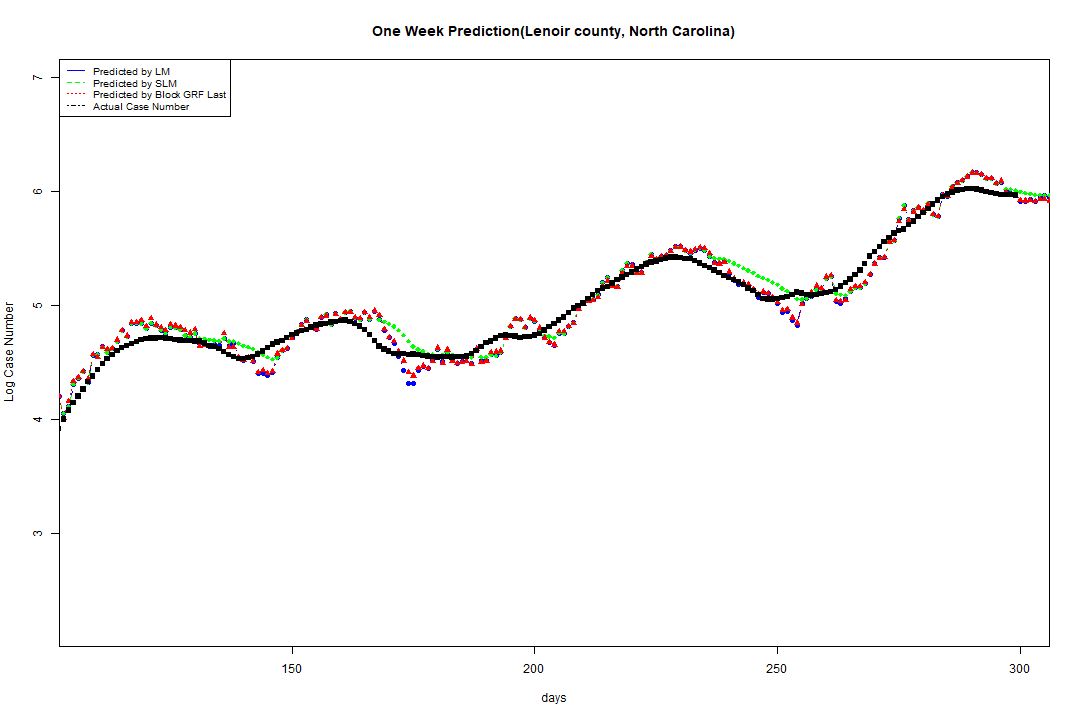 One Week Prediction(Lenoir county, North Carolina)
Predicted by LM
Predicted by SLM
Predicted by Block GRF Last
Actual Case Number
7
6
5
4
3
Log Case Number
150 200 250 300
days